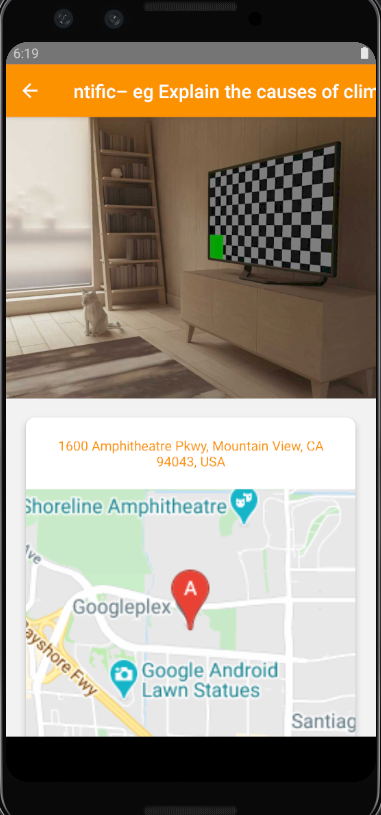 6:19
ntific– eg Explain the causes of clim
1600 Amphitheatre Pkwy, Mountain View, CA
94043, USA
Shoreline Amphitheatre
Ave
A
Googleplex
Bayshore Fwy
Google Android
Lawn Statues
Santiag